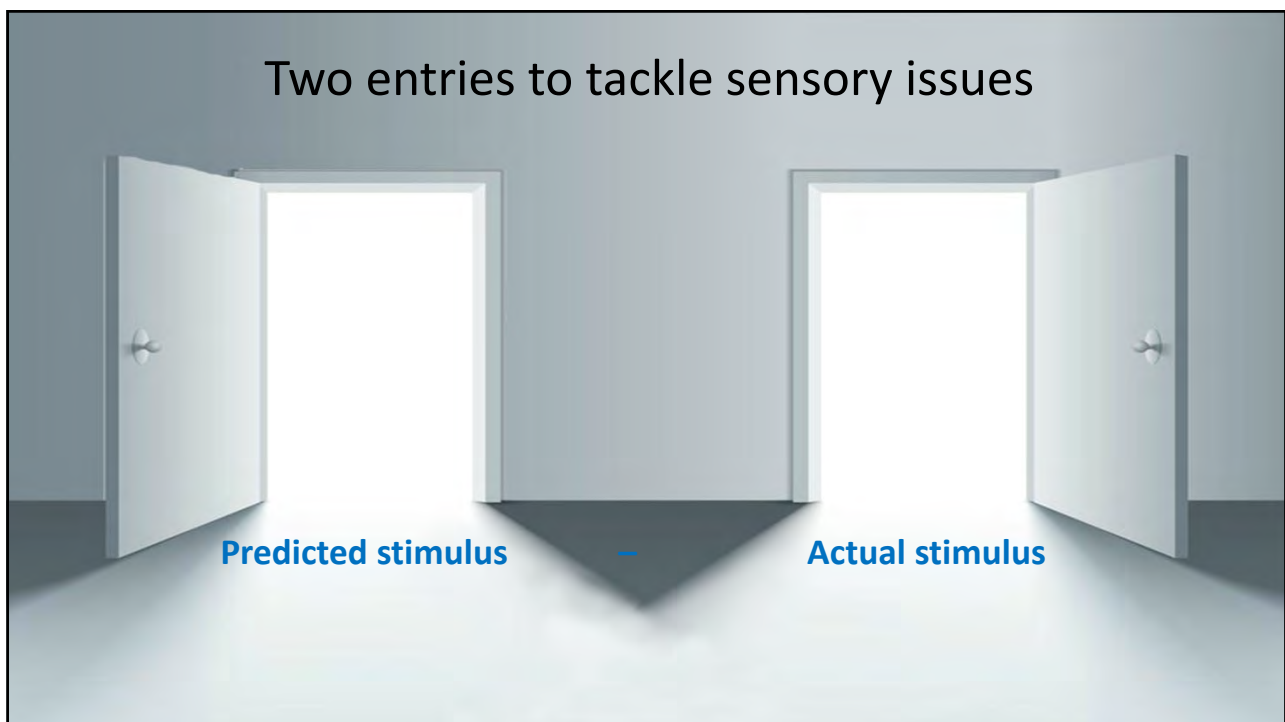 Two entries to tackle sensory issues
Predicted stimulus – Actual stimulus